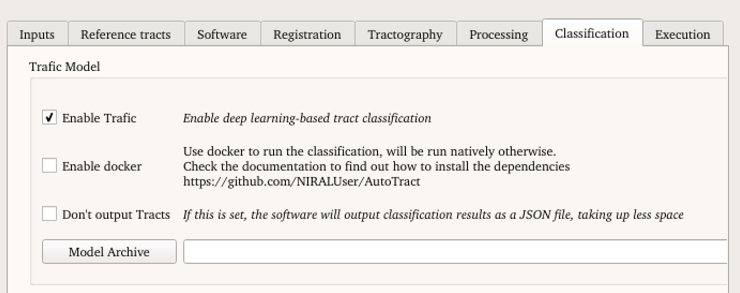 Inputs
Reference tracts
Software
Registration
Tractography
Processing
Classification
Execution
Trafic Model
Enable Trafic
Enable deep learning-based tract classification
Enable docker
Use docker to run the classification, will be run natively otherwise.
Check the documentation to find out how to install the dependencies
https://github.com/NIRALUser/AutoTract
Don't output Tracts
If this is set, the software will output classification results as a JSON file, taking up less space
Model Archive